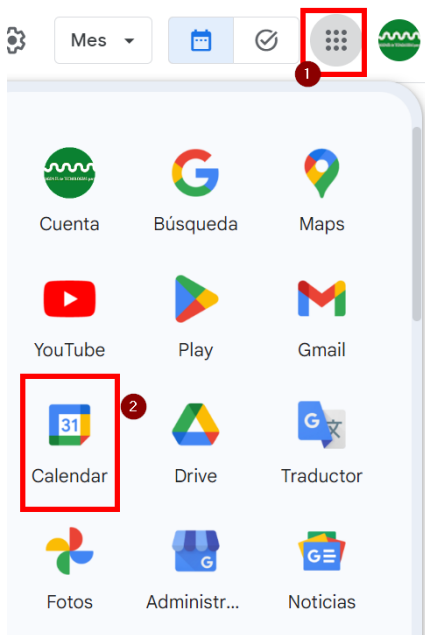 Mes
1
Cuenta Búsqueda Maps
YouTube Play Gmail
2
31
G
Calendar Drive Traductor
G
G
Fotos Administr... Noticias